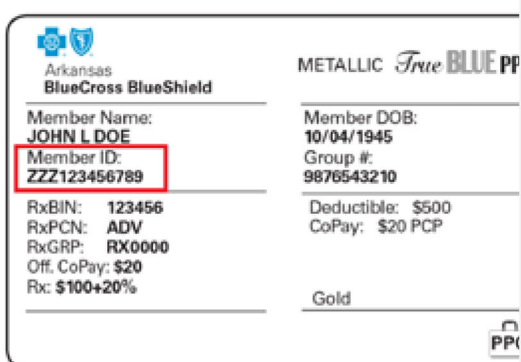 Arkansas
BlueCross BlueShield
METALLIC True BLUE PP
Member Name:
JOHN L DOE
Member ID:
ZZZ123456789
Member DOB:
10/04/1945
Group #:
9876543210
RxBIN: 123456
RxPCN: ADV
RxGRP: RX0000
Off. CoPay: $20
Rx: $100+20%
Deductible: $500
CoPay: $20 PCP
Gold
PPO